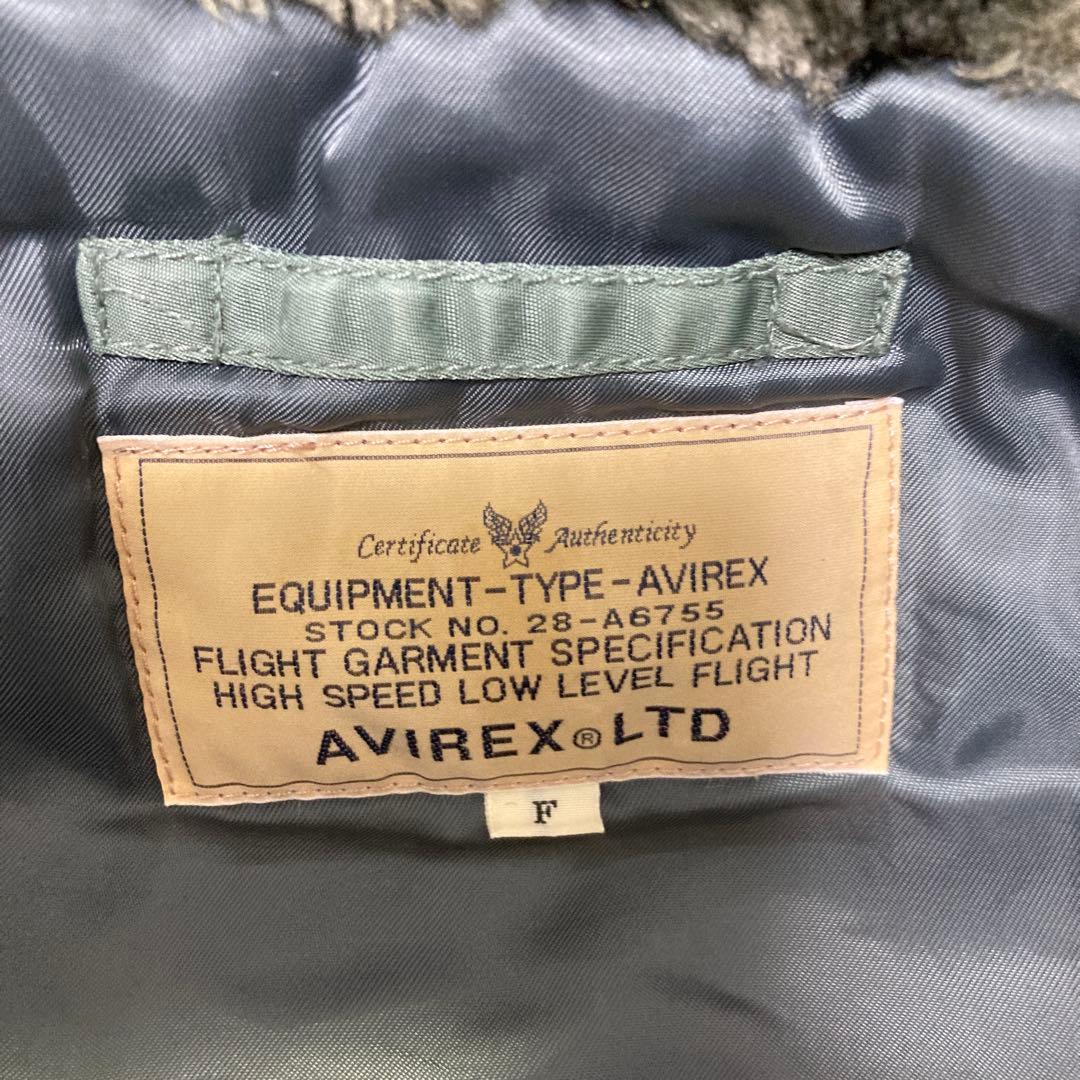 Certificate Authenticity
EQUIPMENT-TYPE-AVIREX
STOCK NO. 28-A6755
FLIGHT GARMENT SPECIFICATION
HIGH SPEED LOW LEVEL FLIGHT
AVIREX®LTD
F